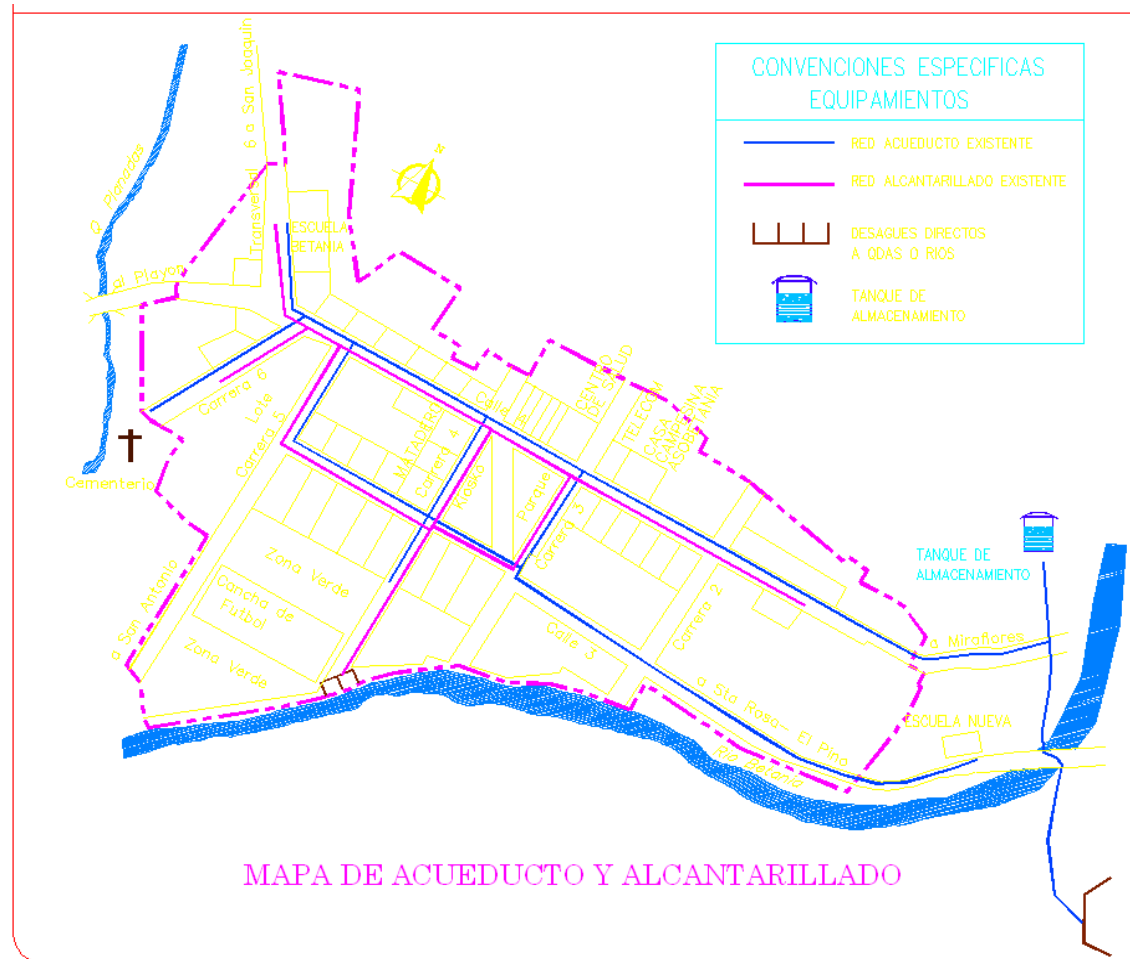 CONVENCIONES ESPECIFICAS
EQUIPAMIENTOS
RED ACUEDUCTO EXISTENTE
RED ALCANTARILLADO EXISTENTE
DESAGUES DIRECTOS
A QDAS O RIOS
TANQUE DE
ALMACENAMIENTO
Q. Planadas
Transversal 6 a San Joaquin
N
al Playon
ESCUELA
BETANIA
Carrera 6
Lote
Carrera 5
Cementerio
MATADERO
Carrera 4
Kiosko
Parque
Carrera 3
CENTRO
DE SALUD
TELECOM
CASA
CAMPESINA
ASOBETANIA
Zona Verde
Cancha de
Futbol
Zona Verde
a San Antonio
Calle 3
Carrera 2
a Miraflores
TANQUE DE
ALMACENAMIENTO
a Sta Rosa- El Pino
ESCUELA NUEVA
Rio Betania
MAPA DE ACUEDUCTO Y ALCANTARILLADO